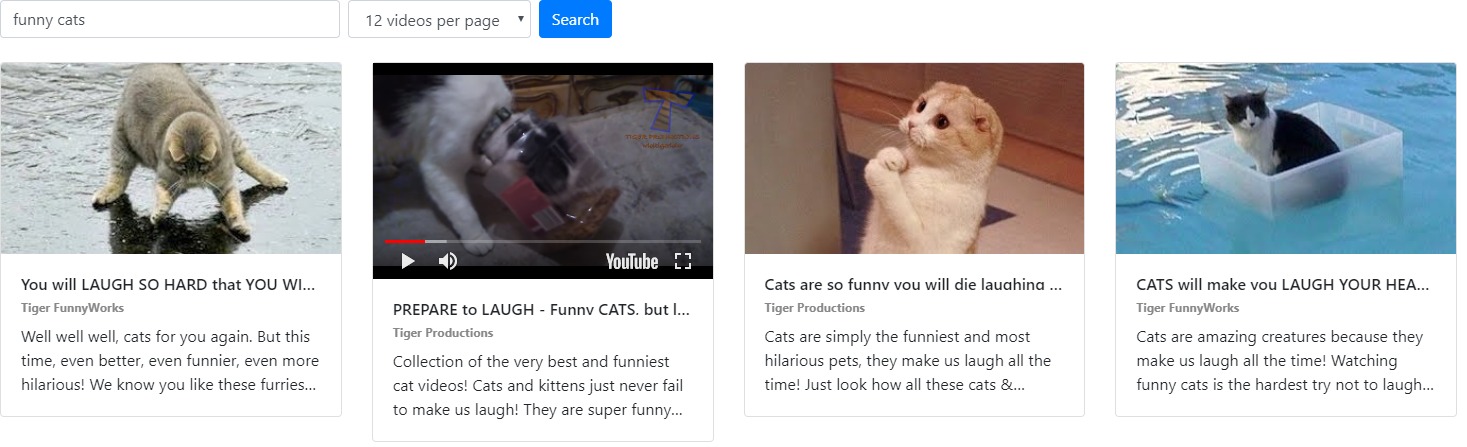 funny cats
12 videos per page
Search
You will LAUGH SO HARD that YOU WI...
Tiger FunnyWorks
Well well well, cats for you again. But this
time, even better, even funnier, even more
hilarious! We know you like these furries...
YouTube
PREPARE to LAUGH - Funny CATS, but l...
Tiger Productions
Collection of the very best and funniest
cat videos! Cats and kittens just never fail
to make us laugh! They are super funny...
Cats are so funny you will die laughing ...
Tiger Productions
Cats are simply the funniest and most
hilarious pets, they make us laugh all the
time! Just look how all these cats &...
CATS will make you LAUGH YOUR HEA...
Tiger FunnyWorks
Cats are amazing creatures because they
make us laugh all the time! Watching
funny cats is the hardest try not to laugh...